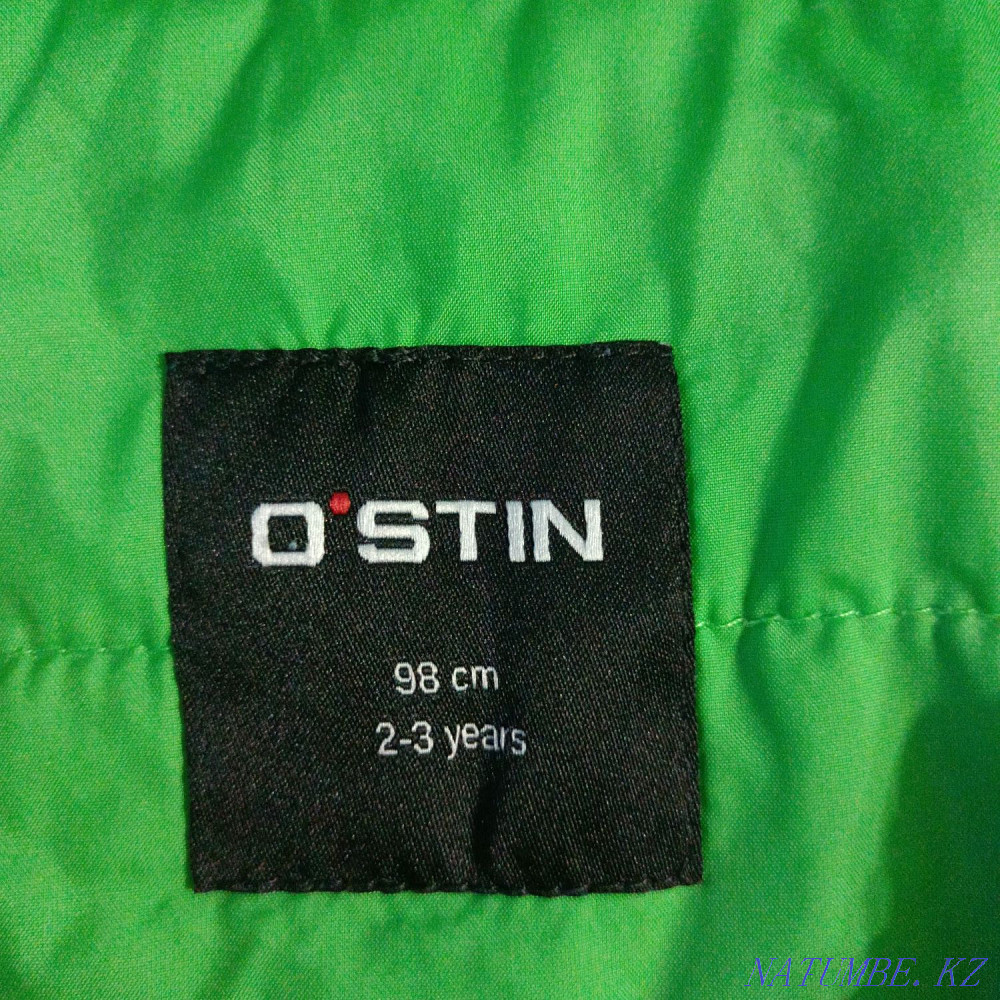 O'STIN
98 cm
2-3 years
NATUMBE. KZ